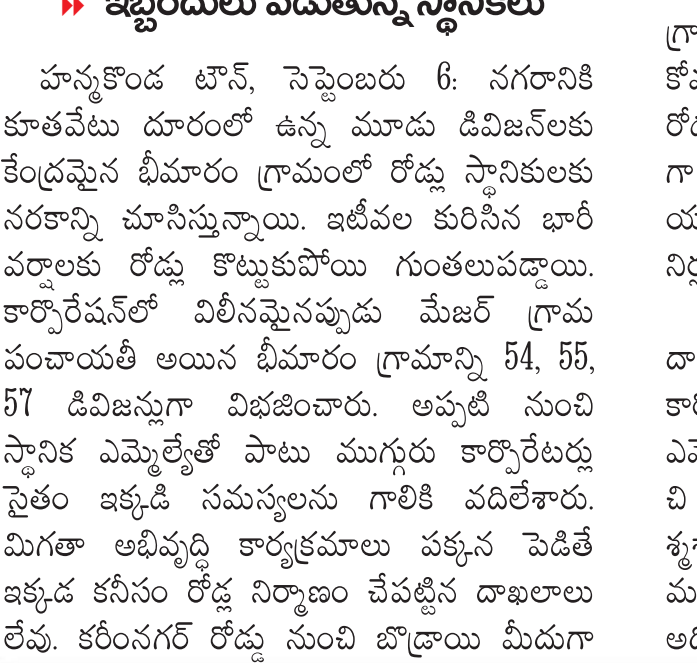 ఇబ్బందులు పడుతున్న స్థానికులు
హన్మకొండ టౌన్, సెప్టెంబరు 6: నగరానికి
కూతవేటు దూరంలో ఉన్న మూడు డివిజన్‌లకు
కేంద్రమైన భీమారం గ్రామంలో రోడ్లు స్థానికులకు
నరకాన్ని చూసిస్తున్నాయి. ఇటీవల కురిసిన భారీ
వర్షాలకు రోడ్లు కొట్టుకుపోయి గుంతలుపడ్డాయి.
కార్పొరేషన్‌లో విలీనమైనప్పుడు మేజర్ గ్రామ
పంచాయతీ అయిన భీమారం గ్రామాన్ని 54, 55,
57 డివిజన్లుగా విభజించారు. అప్పటి నుంచి
స్థానిక ఎమ్మెల్యేతో పాటు ముగ్గురు కార్పొరేటర్లు
సైతం ఇక్కడి సమస్యలను గాలికి వదిలేశారు.
మిగతా అభివృద్ధి కార్యక్రమాలు పక్కన పెడితే
ఇక్కడ కనీసం రోడ్ల నిర్మాణం చేపట్టిన దాఖలాలు
లేవు. కరీంనగర్ రోడ్డు నుంచి బొడ్రాయి మీదుగా